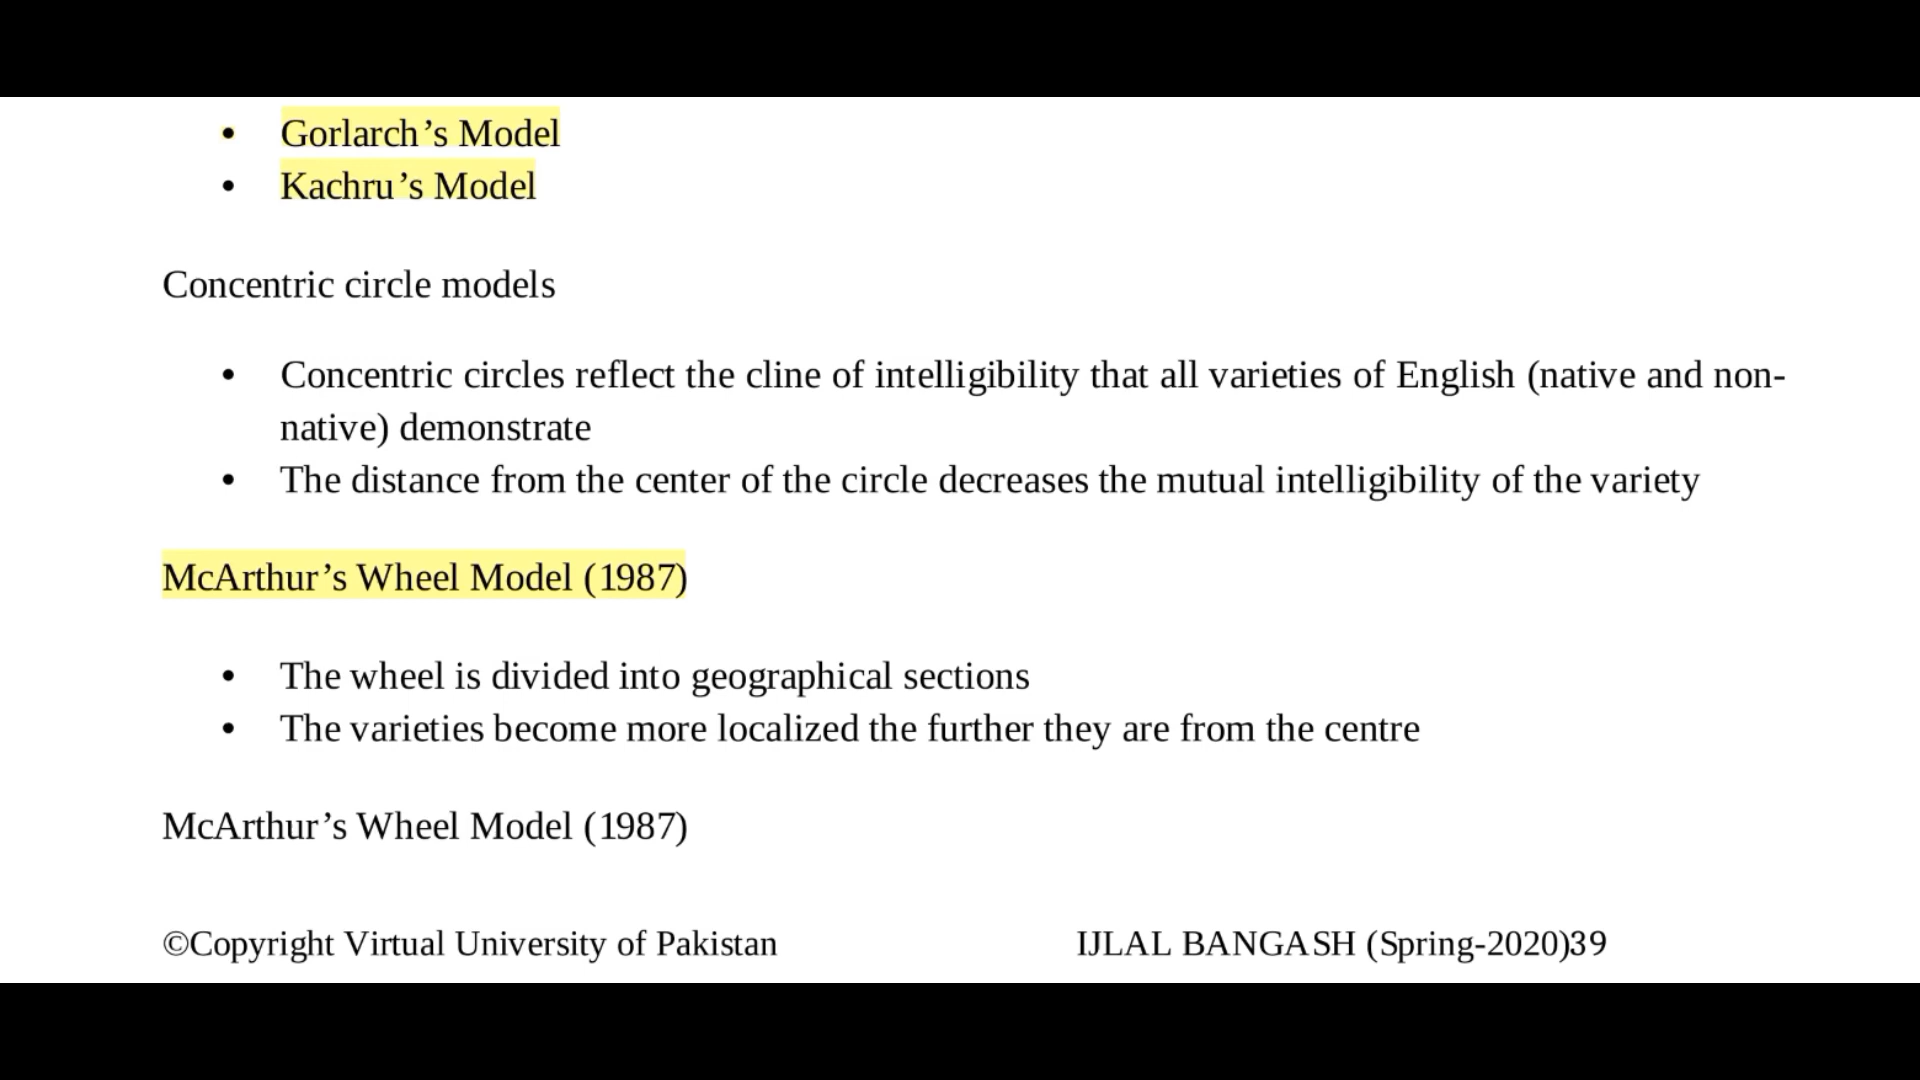 • Gorlarch’s Model
• Kachru’s Model
Concentric circle models
• Concentric circles reflect the cline of intelligibility that all varieties of English (native and non-
native) demonstrate
• The distance from the center of the circle decreases the mutual intelligibility of the variety
McArthur’s Wheel Model (1987)
• The wheel is divided into geographical sections
• The varieties become more localized the further they are from the centre
McArthur’s Wheel Model (1987)
©Copyright Virtual University of Pakistan IJLAL BANGASH (Spring-2020)39